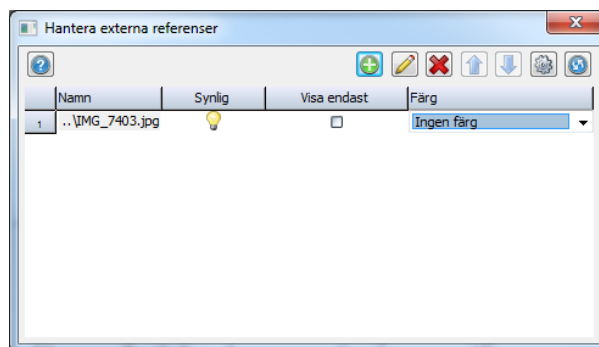 Hantera externa referenser
Namn Synlig Visa endast Färg
1 ..\IMG_7403.jpg Ingen färg